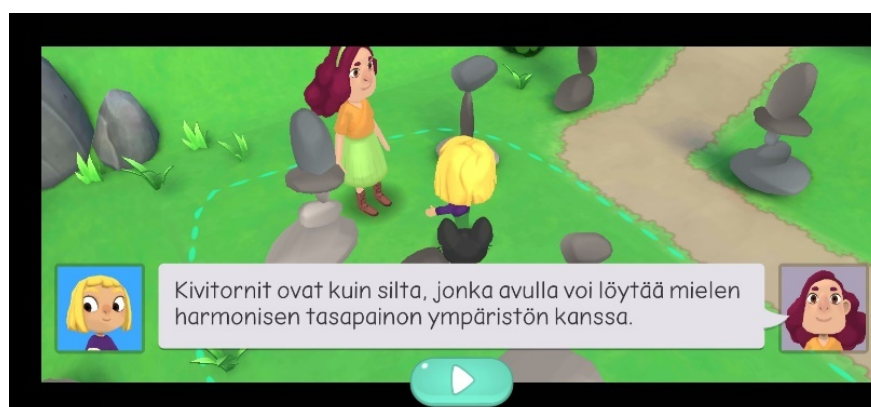 Kivitornit ovat kuin silta, jonka avulla voi löytää mielen
harmonisen tasapainon ympäristön kanssa.